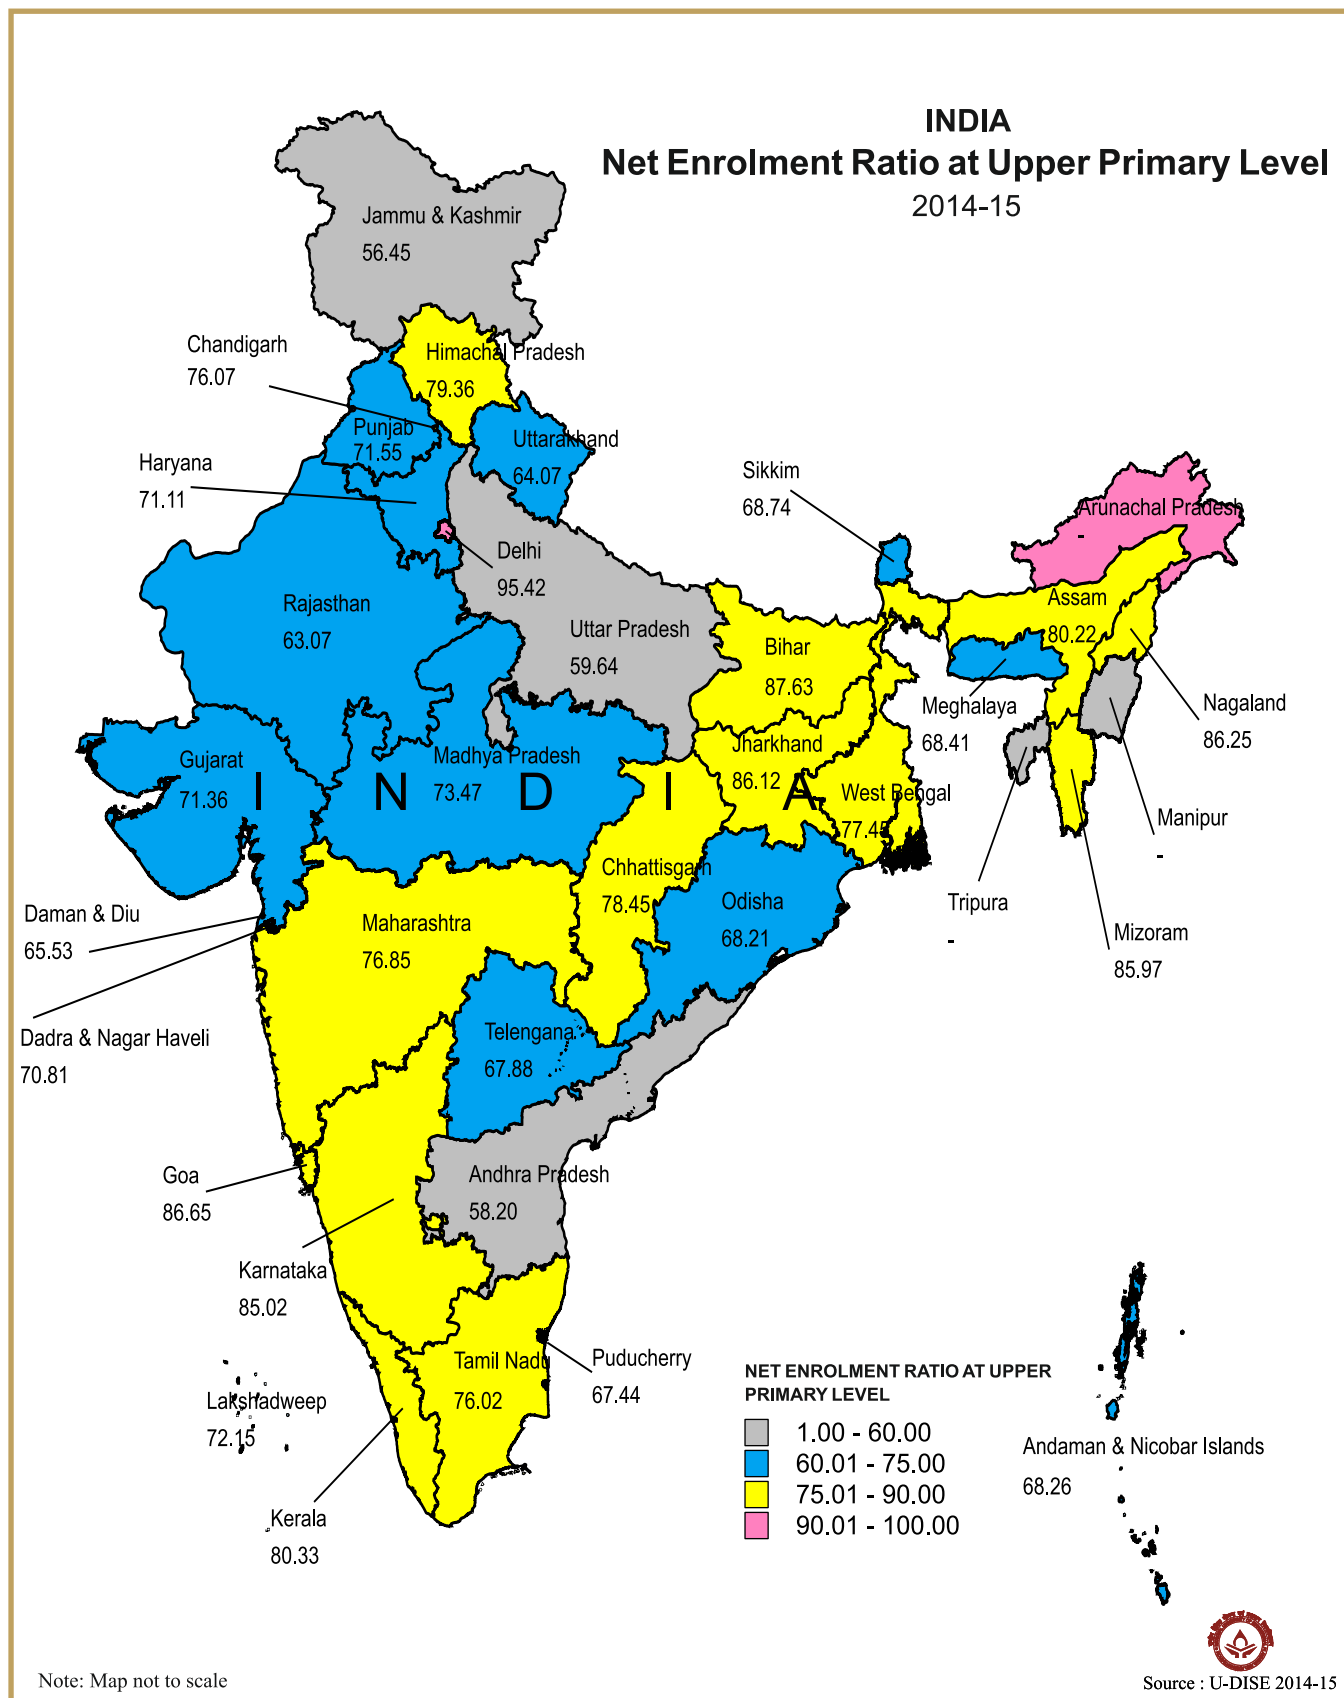 INDIA
Net Enrolment Ratio at Upper Primary Level
2014-15
Jammu & Kashmir
56.45
Chandigarh
76.07
Himachal Pradesh
79.36
Punjab
71.55
Uttarakhand
64.07
Haryana
71.11
Sikkim
68.74
Arunachal Pradesh
-
Delhi
95.42
Rajasthan
63.07
Uttar Pradesh
59.64
Bihar
87.63
Assam
80.22
Meghalaya
68.41
Nagaland
86.25
Gujarat
71.36
Madhya Pradesh
73.47
Jharkhand
86.12
West Bengal
77.45
I N D I A
Manipur
-
Tripura
-
Mizoram
85.97
Chhattisgarh
78.45
Odisha
68.21
Daman & Diu
65.53
Maharashtra
76.85
Dadra & Nagar Haveli
70.81
Telengana
67.88
Goa
86.65
Andhra Pradesh
58.20
Karnataka
85.02
Tamil Nadu
76.02
Puducherry
67.44
Lakshadweep
72.15
Kerala
80.33
NET ENROLMENT RATIO AT UPPER
PRIMARY LEVEL
1.00 - 60.00
60.01 - 75.00
75.01 - 90.00
90.01 - 100.00
Andaman & Nicobar Islands
68.26
Note: Map not to scale
Source : U-DISE 2014-15